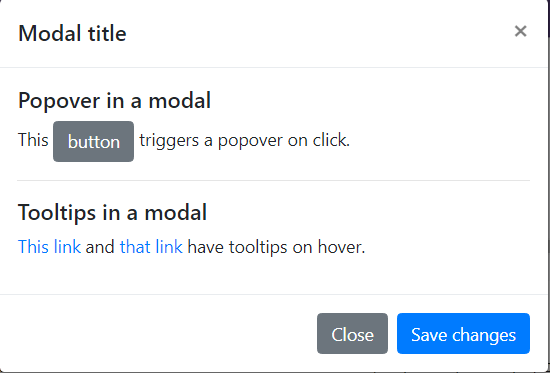 Modal title ×
Popover in a modal
This button triggers a popover on click.
Tooltips in a modal
This link and that link have tooltips on hover.
Close Save changes